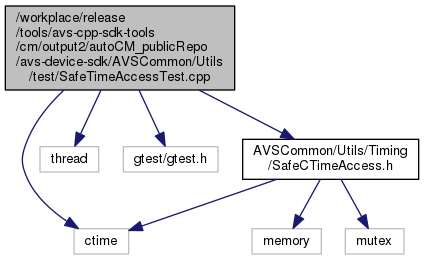 /workplace/release
/tools/avs-cpp-sdk-tools
/cm/output2/autoCM_publicRepo
/avs-device-sdk/AVSCommon/Utils
/test/SafeTimeAccessTest.cpp
thread
gtest/gtest.h
AVSCommon/Utils/Timing
/SafeCTimeAccess.h
ctime
memory
mutex